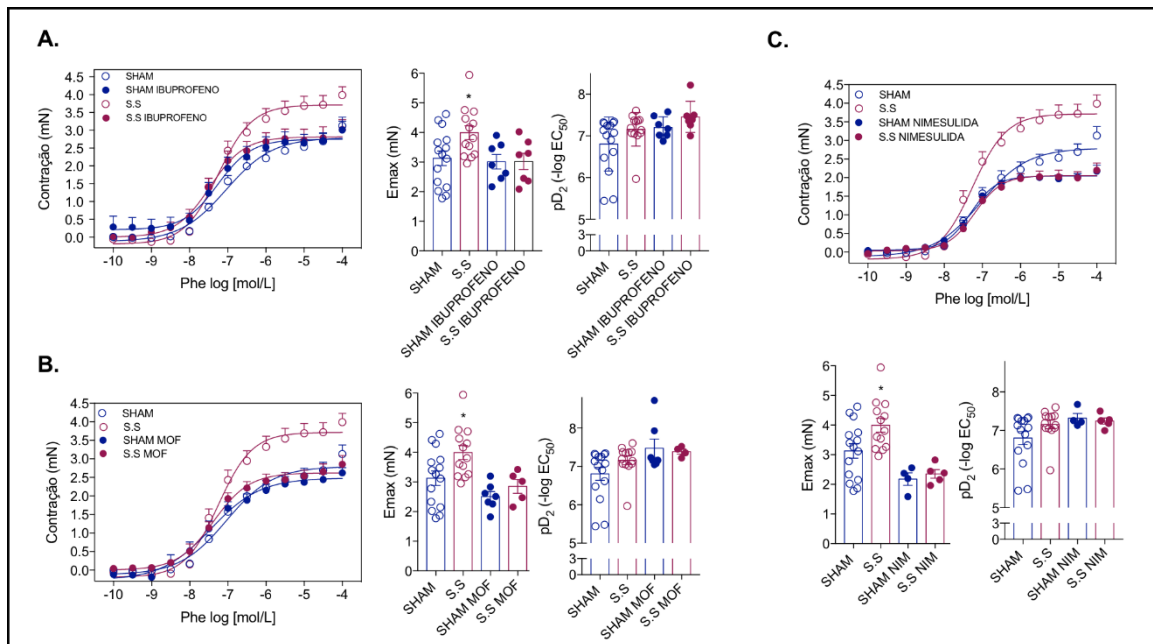 A.
SHAM
SHAM IBUPROFENO
S.S
S.S IBUPROFENO
Contração (mN)
4.5
4.0
3.5
3.0
2.5
2.0
1.5
1.0
0.5
0.0
-10 -9 -8 -7 -6 -5 -4
Phe log [mol/L]
Emax (mN)
6
5
4
3
2
1
0
*
SHAM
S.S
SHAM IBUPROFENO
S.S IBUPROFENO
pD2 (-log EC50)
9
8
7
6
5
3
0
SHAM
S.S
SHAM IBUPROFENO
S.S IBUPROFENO
B.
SHAM
S.S
SHAM MOF
S.S MOF
Contração (mN)
4.5
4.0
3.5
3.0
2.5
2.0
1.5
1.0
0.5
0.0
-10 -9 -8 -7 -6 -5 -4
Phe log [mol/L]
Emax (mN)
6
5
4
3
2
1
0
*
SHAM
S.S
SHAM MOF
S.S MOF
pD2 (-log EC50)
9
8
7
6
5
3
0
SHAM
S.S
SHAM MOF
S.S MOF
C.
SHAM
S.S
SHAM NIMESULIDA
S.S NIMESULIDA
Contração (mN)
4.5
4.0
3.5
3.0
2.5
2.0
1.5
1.0
0.5
0.0
-10 -9 -8 -7 -6 -5 -4
Phe log [mol/L]
Emax (mN)
6
5
4
3
2
1
0
*
SHAM
S.S
SHAM NIM
S.S NIM
pD2 (-log EC50)
9
8
7
6
5
3
0
SHAM
S.S
SHAM NIM
S.S NIM